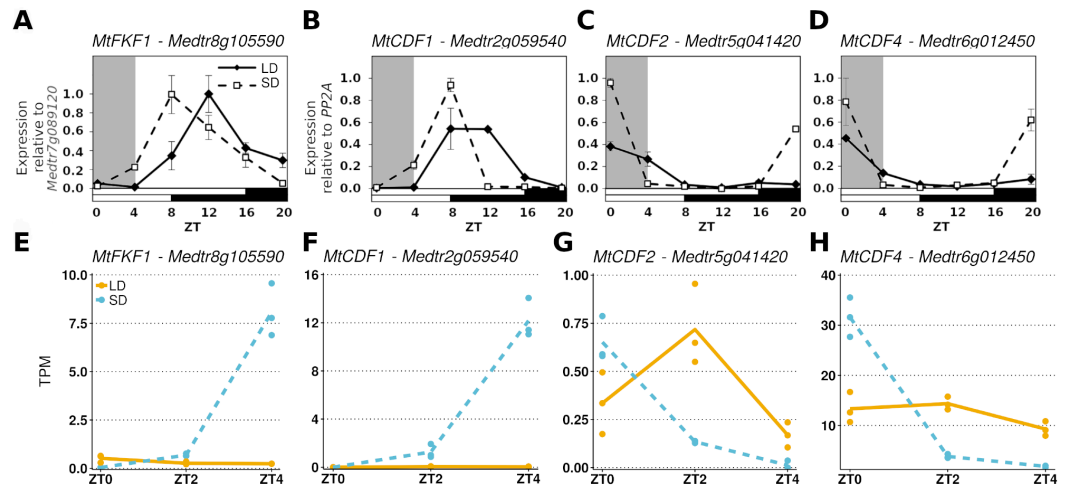 A
B
C
D
MtFKF1 - Medtr8g105590
MtCDF1 - Medtr2g059540
MtCDF2 - Medtr5g041420
MtCDF4 - Medtr6g012450
Expression
relative to
Medtr7g089120
1.0
0.8
0.6
0.4
0.2
0.0
LD
SD
0 4 8 12 16 20
ZT
Expression
relative to PP2A
1.0
0.8
0.6
0.4
0.2
0.0
0 4 8 12 16 20
ZT
1.0
0.8
0.6
0.4
0.2
0.0
0 4 8 12 16 20
ZT
1.0
0.8
0.6
0.4
0.2
0.0
0 4 8 12 16 20
ZT
E
F
G
H
MtFKF1 - Medtr8g105590
MtCDF1 - Medtr2g059540
MtCDF2 - Medtr5g041420
MtCDF4 - Medtr6g012450
TPM
10.0
7.5
5.0
2.5
0.0
LD
SD
ZT0 ZT2 ZT4
16
12
8
4
0
ZT0 ZT2 ZT4
1.00
0.75
0.50
0.25
0.00
ZT0 ZT2 ZT4
40
30
20
10
ZT0 ZT2 ZT4